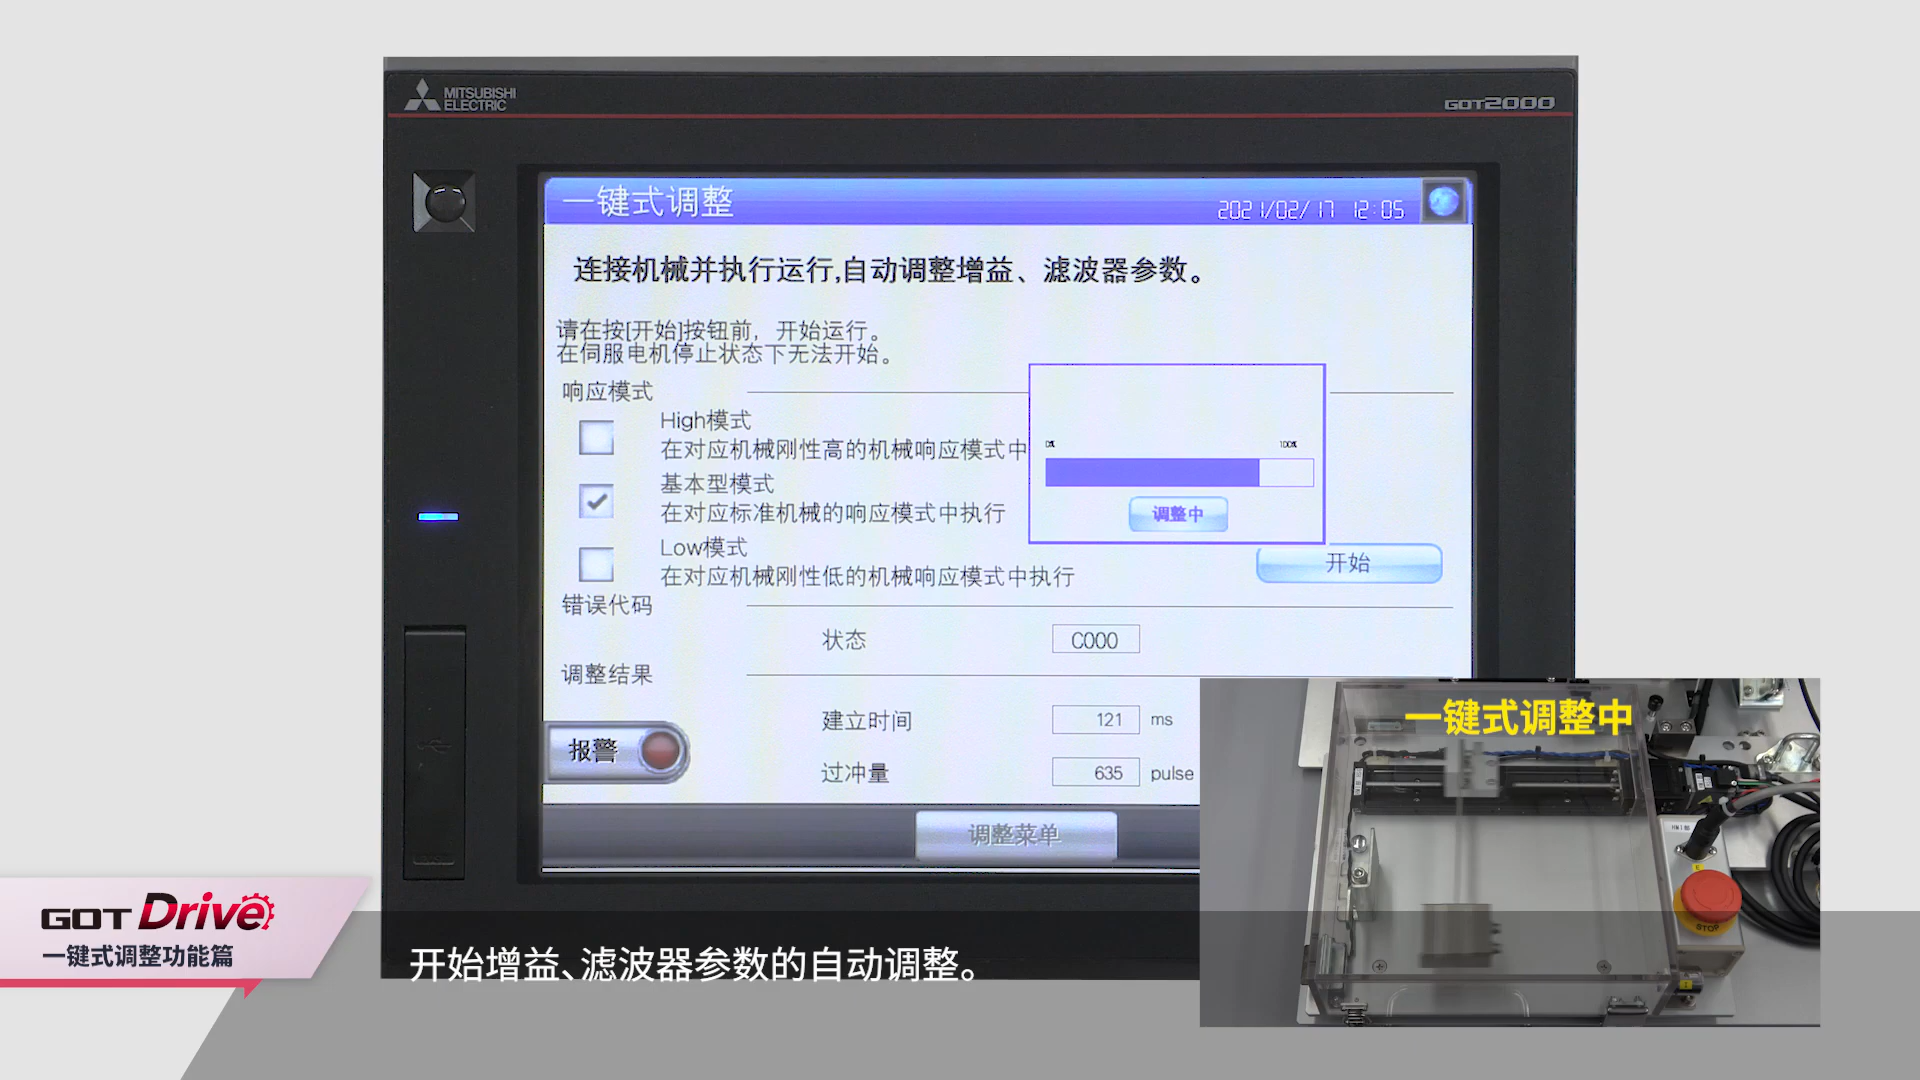 MITSUBISHI
ELECTRIC
GOT2000
一键式调整
2021/02/17 12:05
连接机械并执行运行,自动调整增益、滤波器参数。
请在按[开始]按钮前，开始运行。
在伺服电机停止状态下无法开始。
响应模式
High模式
在对应机械刚性高的机械响应模式中
基本型模式
在对应标准机械的响应模式中执行
Low模式
在对应机械刚性低的机械响应模式中执行
0%
100%
调整中
开始
错误代码
状态
C000
调整结果
建立时间
121
ms
过冲量
635
pulse
报警
调整菜单
一键式调整中
STOP
GOT Drive
一键式调整功能篇
开始增益、滤波器参数的自动调整。